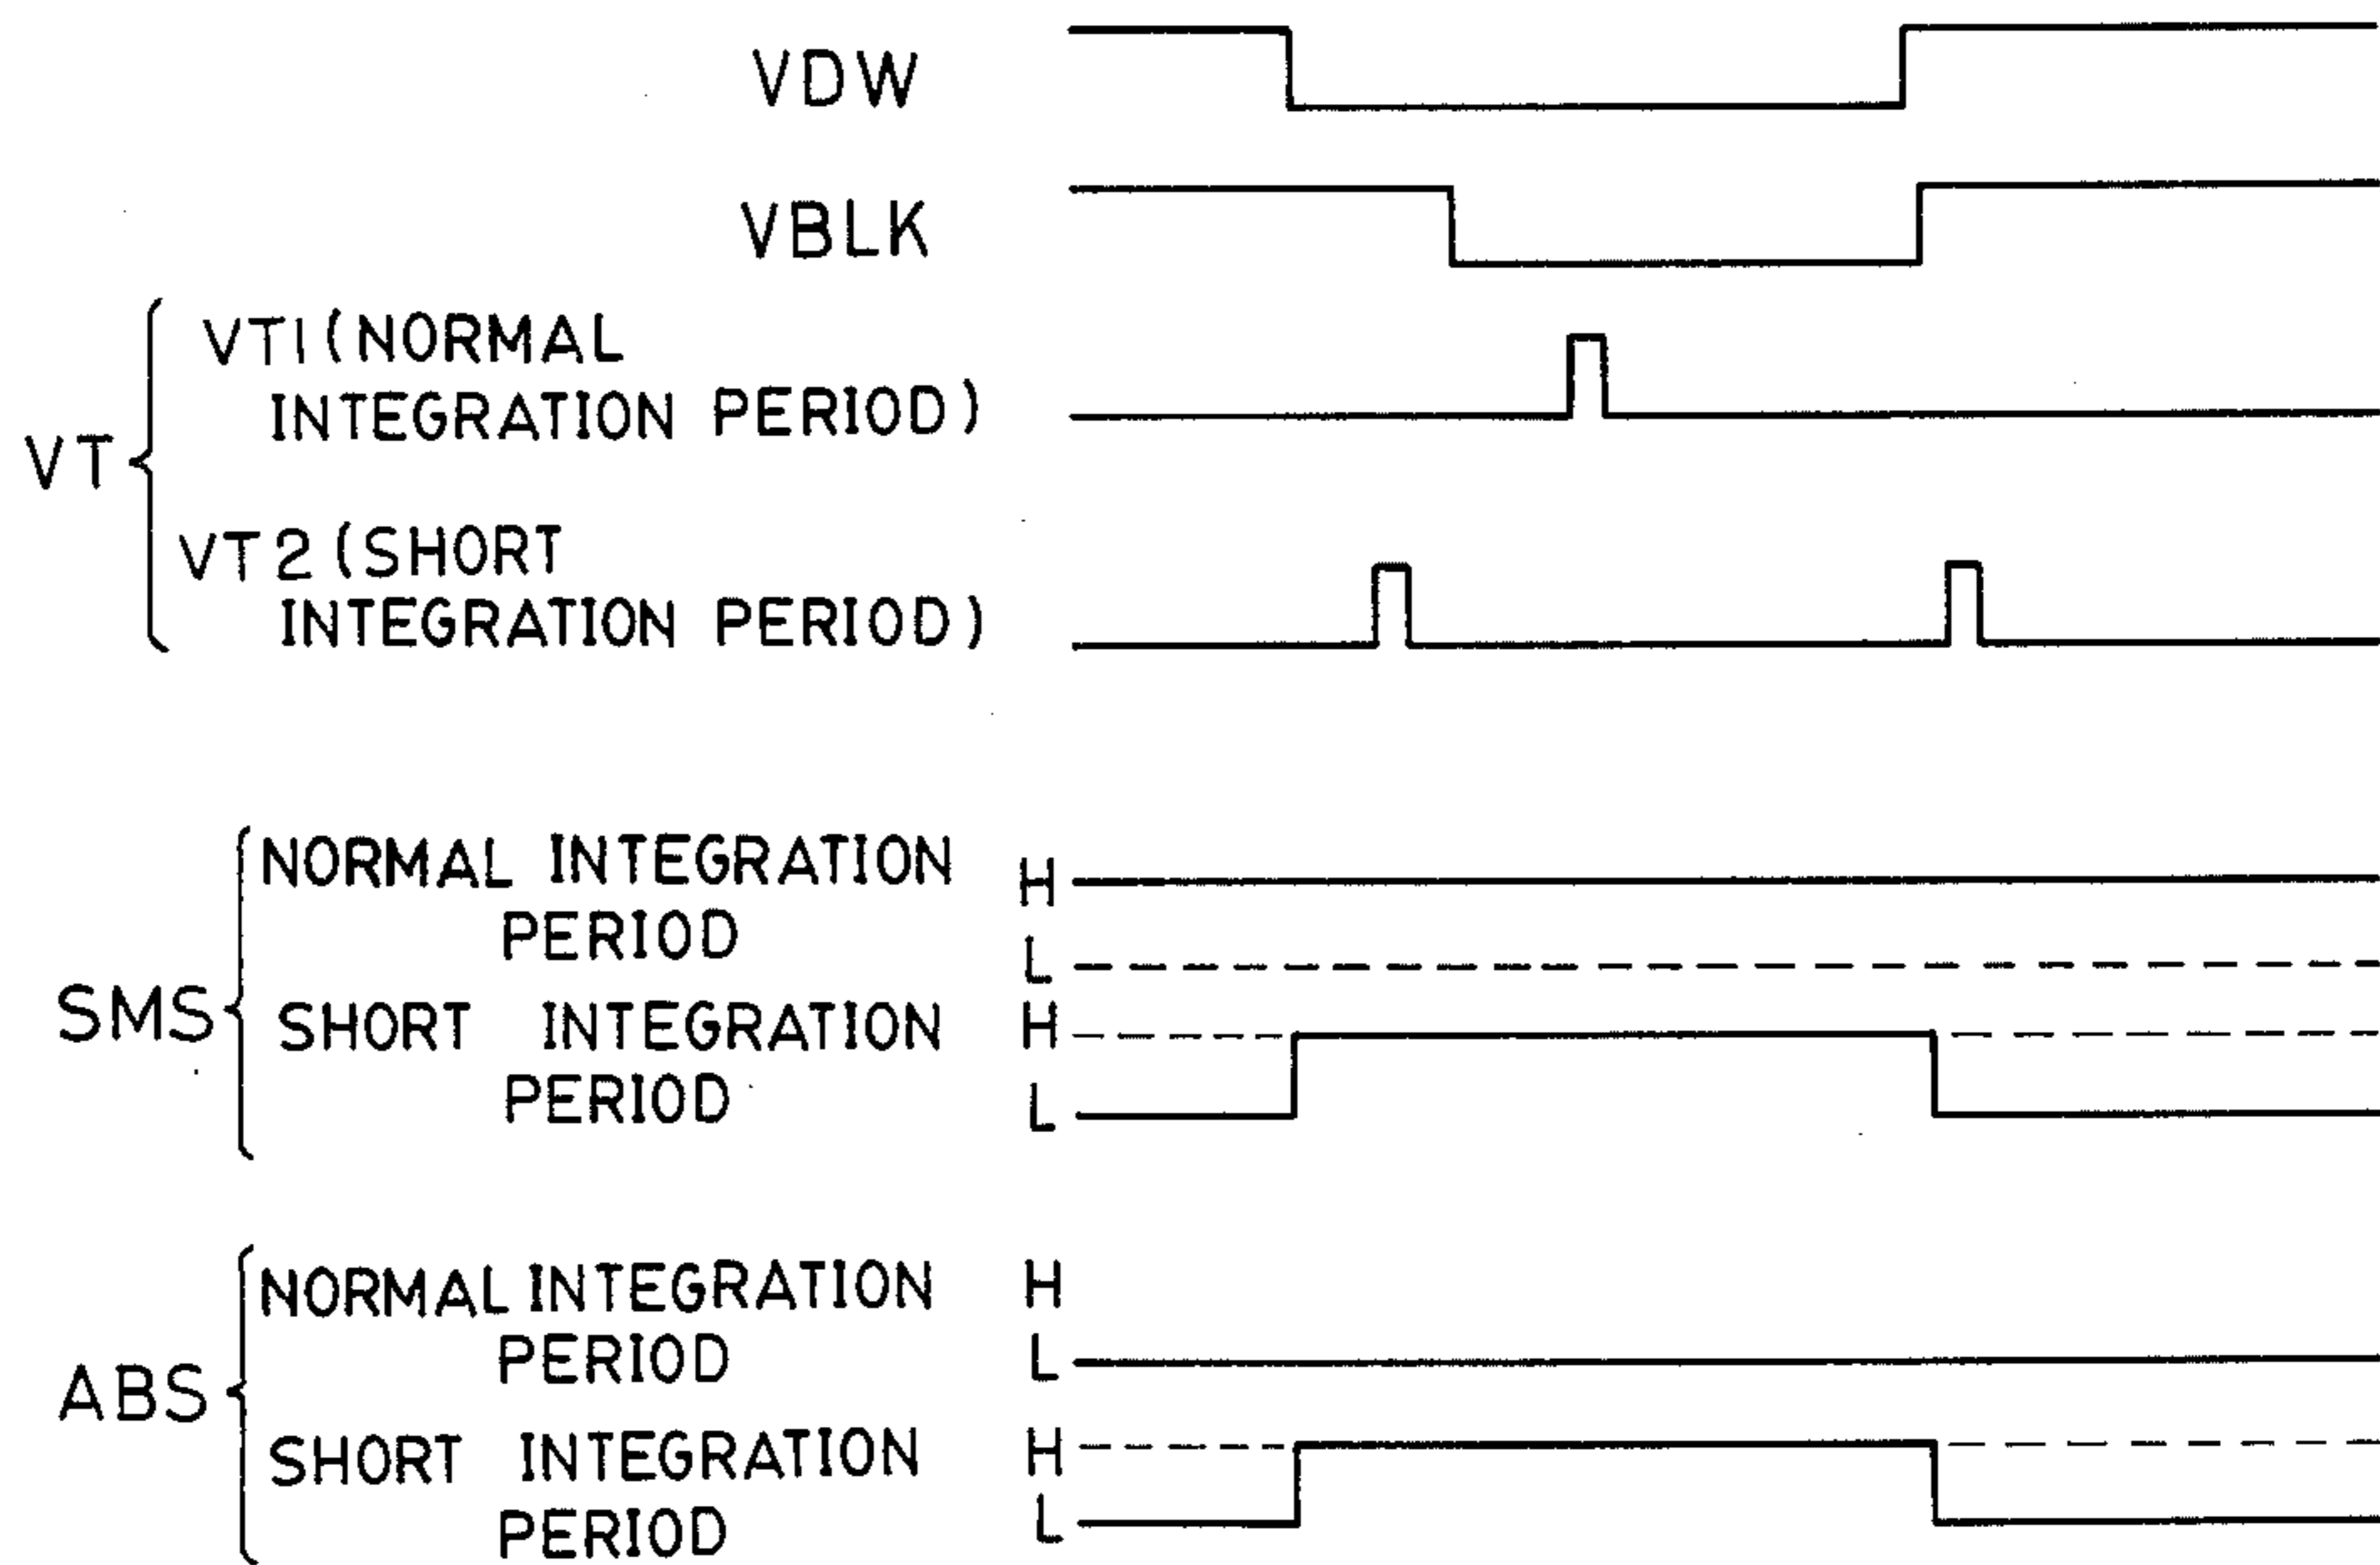 VDW
VBLK
VT
VT1(NORMAL
INTEGRATION PERIOD)
VT2(SHORT
INTEGRATION PERIOD)
SMS
NORMAL INTEGRATION
PERIOD
H
L
SHORT INTEGRATION
PERIOD
H
L
ABS
NORMAL INTEGRATION
PERIOD
H
L
SHORT INTEGRATION
PERIOD
H
L